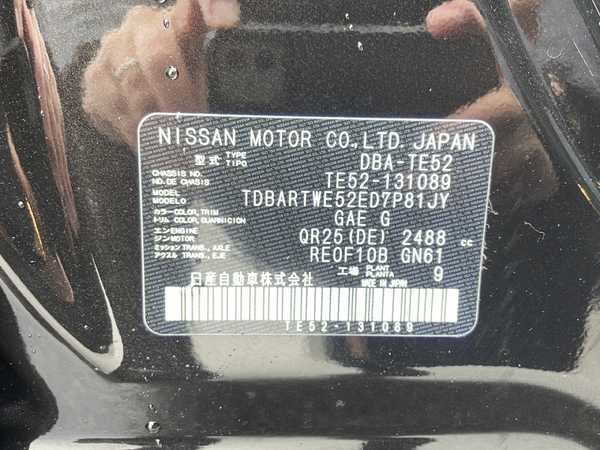 NISSAN MOTOR CO.,LTD. JAPAN
型式 TYPE TIPO DBA-TE52
CHASSIS NO. NO. DE CHASSIS TE52-131089
MODEL MODELO TDBARTWE52ED7P81JY
カラー COLOR, TRIM トリム COLOR, GUARNICION GAE G
エンジン ENGINE ヂン MOTOR QR25(DE) 2488 cc
ミッション TRANS., AXLE アクスル TRANS., EJE RE0F10B GN61
日産自動車株式会社 工場 PLANT PLANTA 9
MADE IN JAPAN
TE52-131089